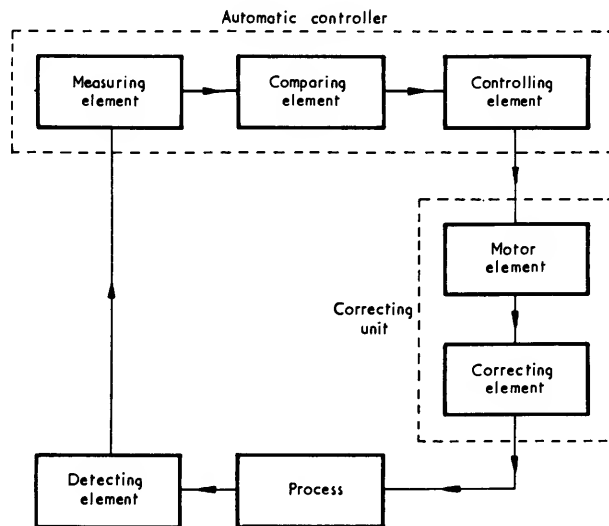 Automatic controller
Measuring
element
Comparing
element
Controlling
element
Motor
element
Correcting
unit
Correcting
element
Detecting
element
Process